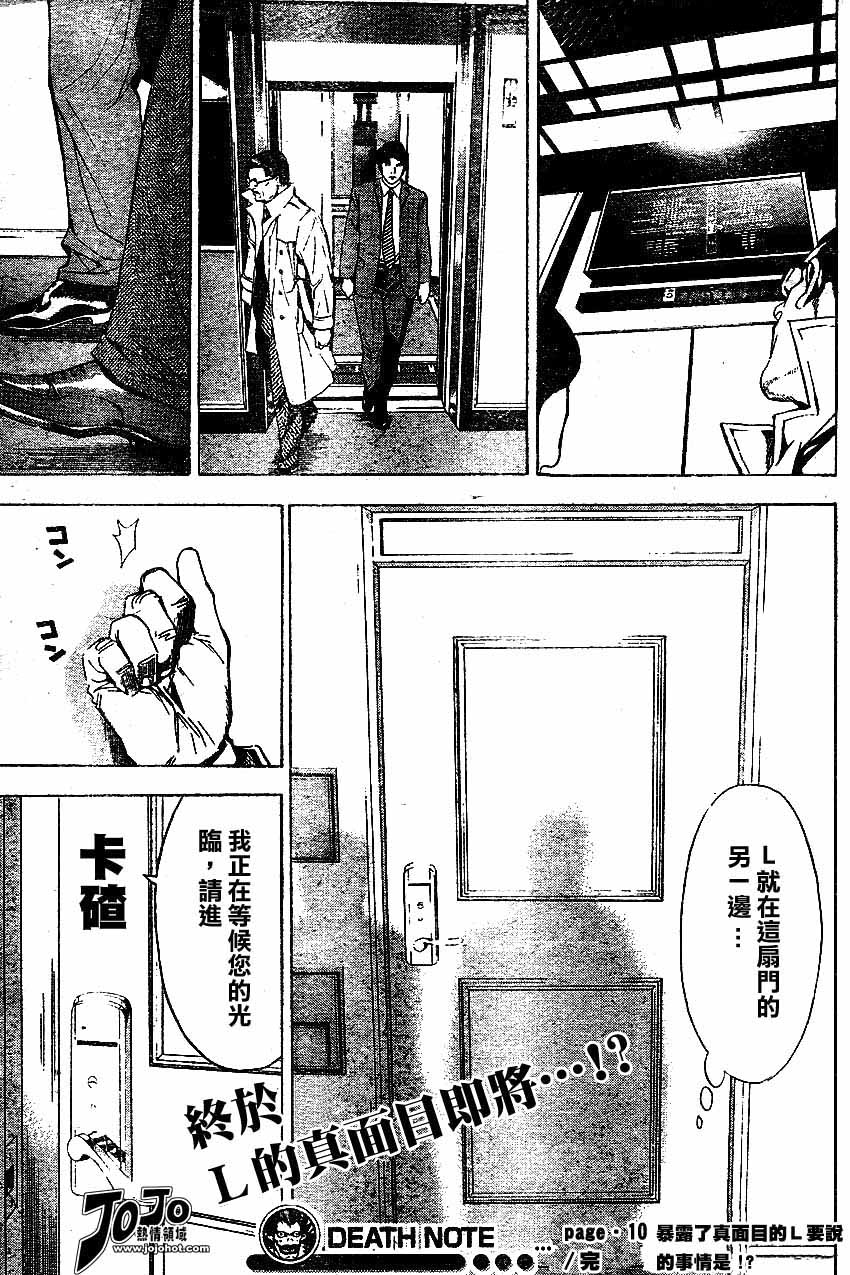 コン
コン
Ｌ就在這扇門的
另一邊…
卡碴
我正在等候您的光
臨，請進
終於
Ｌ的真面目即將…!?
JOJO
熱情領域
www.jojohot.com
DEATH NOTE ...
page・10
/完
暴露了真面目的Ｌ要說
的事情是!?